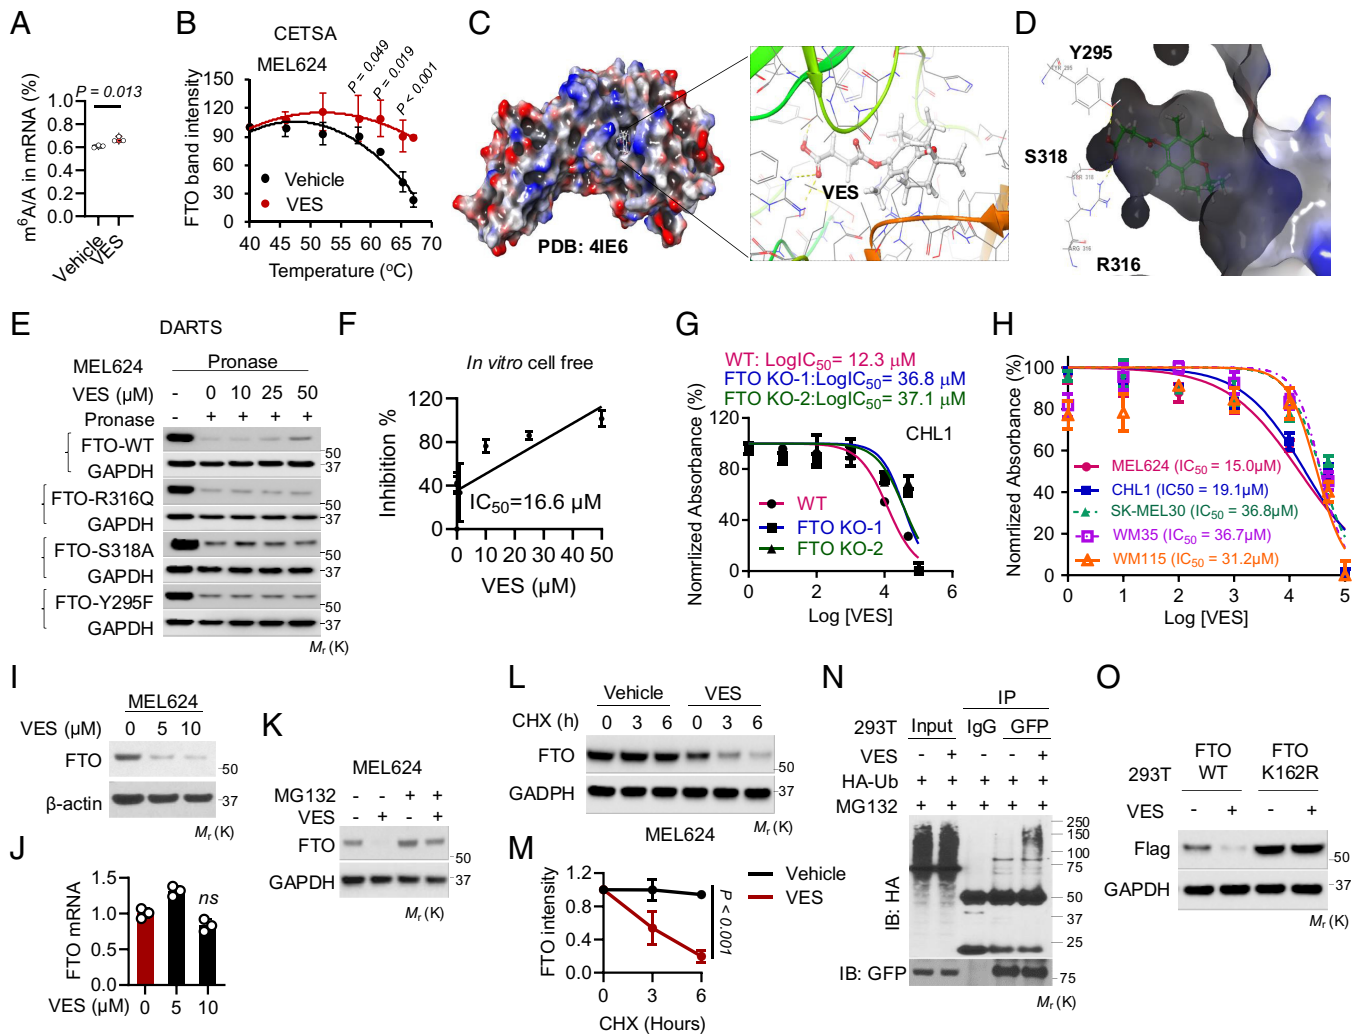 A
P = 0.013
m⁶A/A in mRNA (%)
1.0
0.8
0.6
0.4
0.2
0.0
Vehicle
VES
B
CETSA
MEL624
P = 0.049
P = 0.019
P < 0.001
FTO band intensity
150
120
90
60
30
0
Vehicle
VES
40 45 50 55 60 65 70
Temperature (°C)
C
PDB: 4IE6
VES
D
Y295
TYR 295
S318
SER 318
ARG 316
R316
E
DARTS
MEL624 Pronase
VES (µM) - 0 10 25 50
Pronase - + + + +
FTO-WT 50
GAPDH 37
FTO-R316Q 50
GAPDH 37
FTO-S318A 50
GAPDH 37
FTO-Y295F 50
GAPDH 37
Mr (K)
F
In vitro cell free
Inhibition %
120
80
40
0
IC50=16.6 µM
0 10 20 30 40 50
VES (µM)
G
WT: LogIC50= 12.3 µM
FTO KO-1:LogIC50= 36.8 µM
FTO KO-2:LogIC50= 37.1 µM
CHL1
Nomrlized Absorbance (%)
120
80
40
0
WT
FTO KO-1
FTO KO-2
0 2 4 6
Log [VES]
H
Nomrlized Absorbance (%)
100
80
60
40
20
0
MEL624 (IC50 = 15.0µM)
CHL1 (IC50 = 19.1µM)
SK-MEL30 (IC50 = 36.8µM)
WM35 (IC50 = 36.7µM)
WM115 (IC50 = 31.2µM)
0 1 2 3 4 5
Log [VES]
I
MEL624
VES (µM) 0 5 10
FTO 50
β-actin 37
Mr (K)
J
FTO mRNA
1.5
1.0
0.5
0.0
ns
VES (µM) 0 5 10
K
MEL624
MG132 - - + +
VES - + - +
FTO 50
GAPDH 37
Mr (K)
L
Vehicle VES
CHX (h) 0 3 6 0 3 6
FTO 50
GADPH 37
MEL624 Mr (K)
M
FTO intensity
1.2
0.8
0.4
0.0
Vehicle
VES
P < 0.001
0 3 6
CHX (Hours)
N
IP
293T Input IgG GFP
VES - + - - +
HA-Ub + + + + +
MG132 + + + + +
IB: HA
250
150
100
75
50
37
25
IB: GFP 75
Mr (K)
O
293T FTO WT FTO K162R
VES - + - +
Flag 50
GAPDH 37
Mr (K)